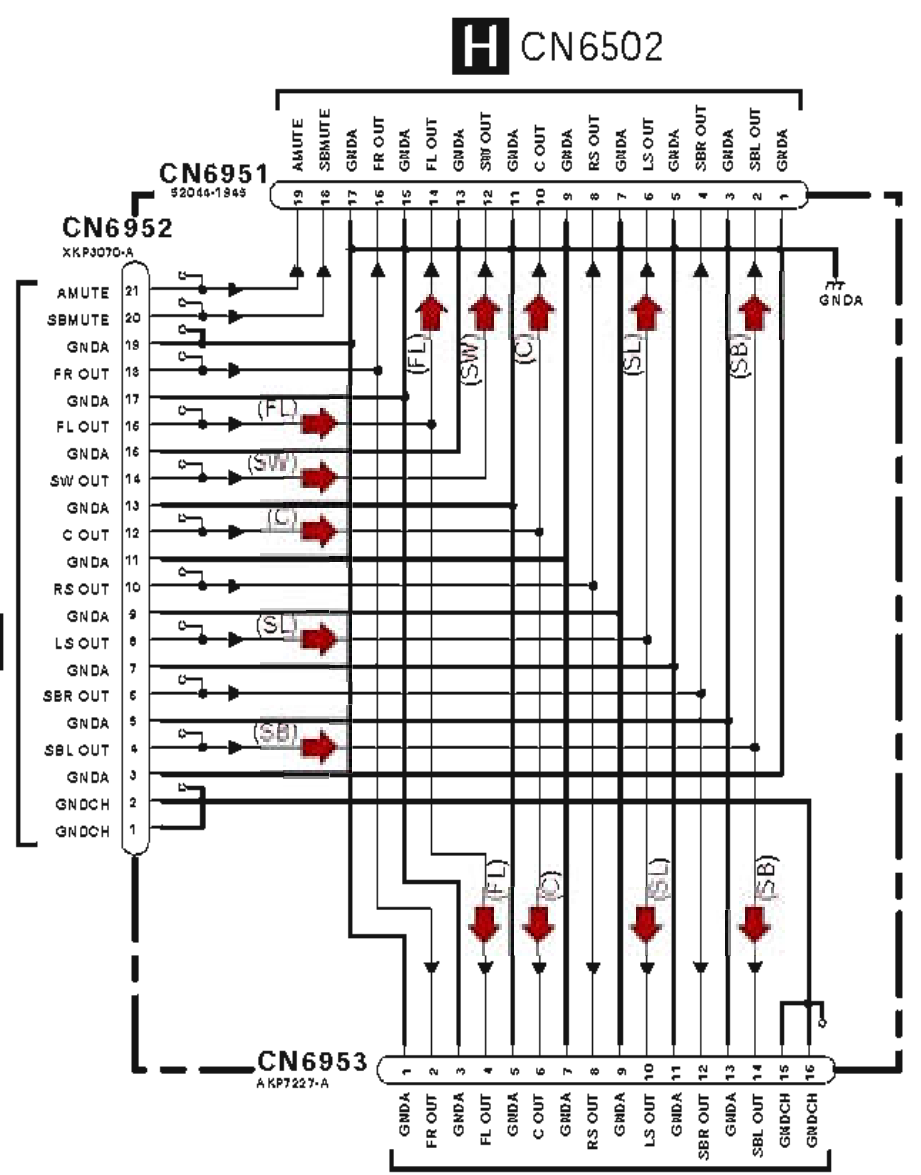 H CN6502
AMUTE
SBMUTE
GNDA
FR OUT
GNDA
FL OUT
GNDA
SW OUT
GNDA
C OUT
GNDA
RS OUT
GNDA
LS OUT
GNDA
SBR OUT
GNDA
SBL OUT
GNDA
CN6951
52044-1945
19 18 17 16 15 14 13 12 11 10 9 8 7 6 5 4 3 2 1
CN6952
XKP3070-A
GNDA
(FL) (SW) (C) (SL) (SB)
AMUTE 21
SBMUTE 20
GNDA 19
FR OUT 18
GNDA 17
FL OUT 16 (FL)
GNDA 15
SW OUT 14 (SW)
GNDA 13
C OUT 12 (C)
GNDA 11
RS OUT 10
GNDA 9
LS OUT 8 (SL)
GNDA 7
SBR OUT 6
GNDA 5
SBL OUT 4 (SB)
GNDA 3
GNDCH 2
GNDCH 1
(FL) (C) (SL) (SB)
CN6953
AKP7227-A
1 2 3 4 5 6 7 8 9 10 11 12 13 14 15 16
GNDA
FR OUT
GNDA
FL OUT
GNDA
C OUT
GNDA
RS OUT
GNDA
LS OUT
GNDA
SBR OUT
GNDA
SBL OUT
GNDCH
GNDCH